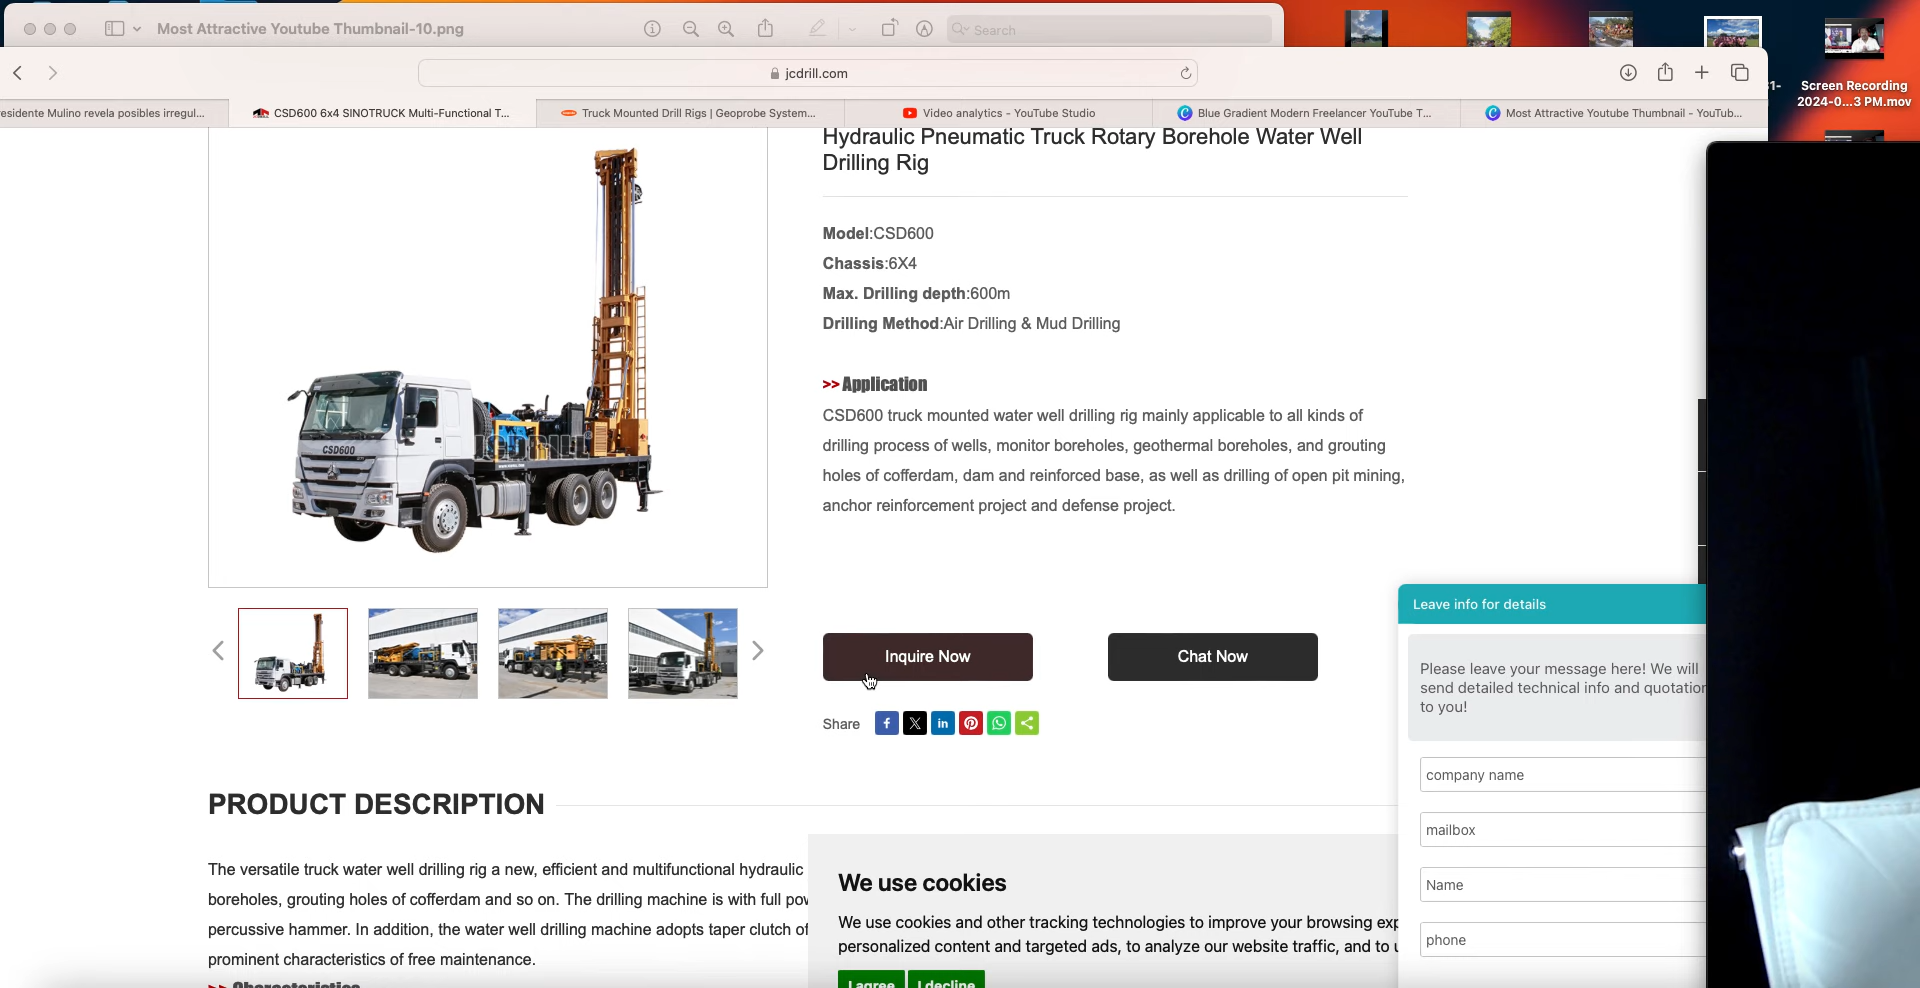 Most Attractive Youtube Thumbnail-10.png
Search
jcdrill.com
Screen Recording
2024-0...3 PM.mov
esidente Mulino revela posibles irregul...
CSD600 6x4 SINOTRUCK Multi-Functional T...
Truck Mounted Drill Rigs | Geoprobe System...
Video analytics - YouTube Studio
Blue Gradient Modern Freelancer YouTube T...
Most Attractive Youtube Thumbnail - YouTub...
Hydraulic Pneumatic Truck Rotary Borehole Water Well
Drilling Rig
Model:CSD600
Chassis:6X4
Max. Drilling depth:600m
Drilling Method:Air Drilling & Mud Drilling
>>Application
CSD600 truck mounted water well drilling rig mainly applicable to all kinds of
drilling process of wells, monitor boreholes, geothermal boreholes, and grouting
holes of cofferdam, dam and reinforced base, as well as drilling of open pit mining,
anchor reinforcement project and defense project.
CSD600
JCDRILL
Inquire Now
Chat Now
Share
Leave info for details
Please leave your message here! We will
send detailed technical info and quotation
to you!
company name
mailbox
Name
phone
PRODUCT DESCRIPTION
The versatile truck water well drilling rig a new, efficient and multifunctional hydraulic
boreholes, grouting holes of cofferdam and so on. The drilling machine is with full pow
percussive hammer. In addition, the water well drilling machine adopts taper clutch of
prominent characteristics of free maintenance.
>> Characteristics
We use cookies
We use cookies and other tracking technologies to improve your browsing exp
personalized content and targeted ads, to analyze our website traffic, and to u
I agree
I decline